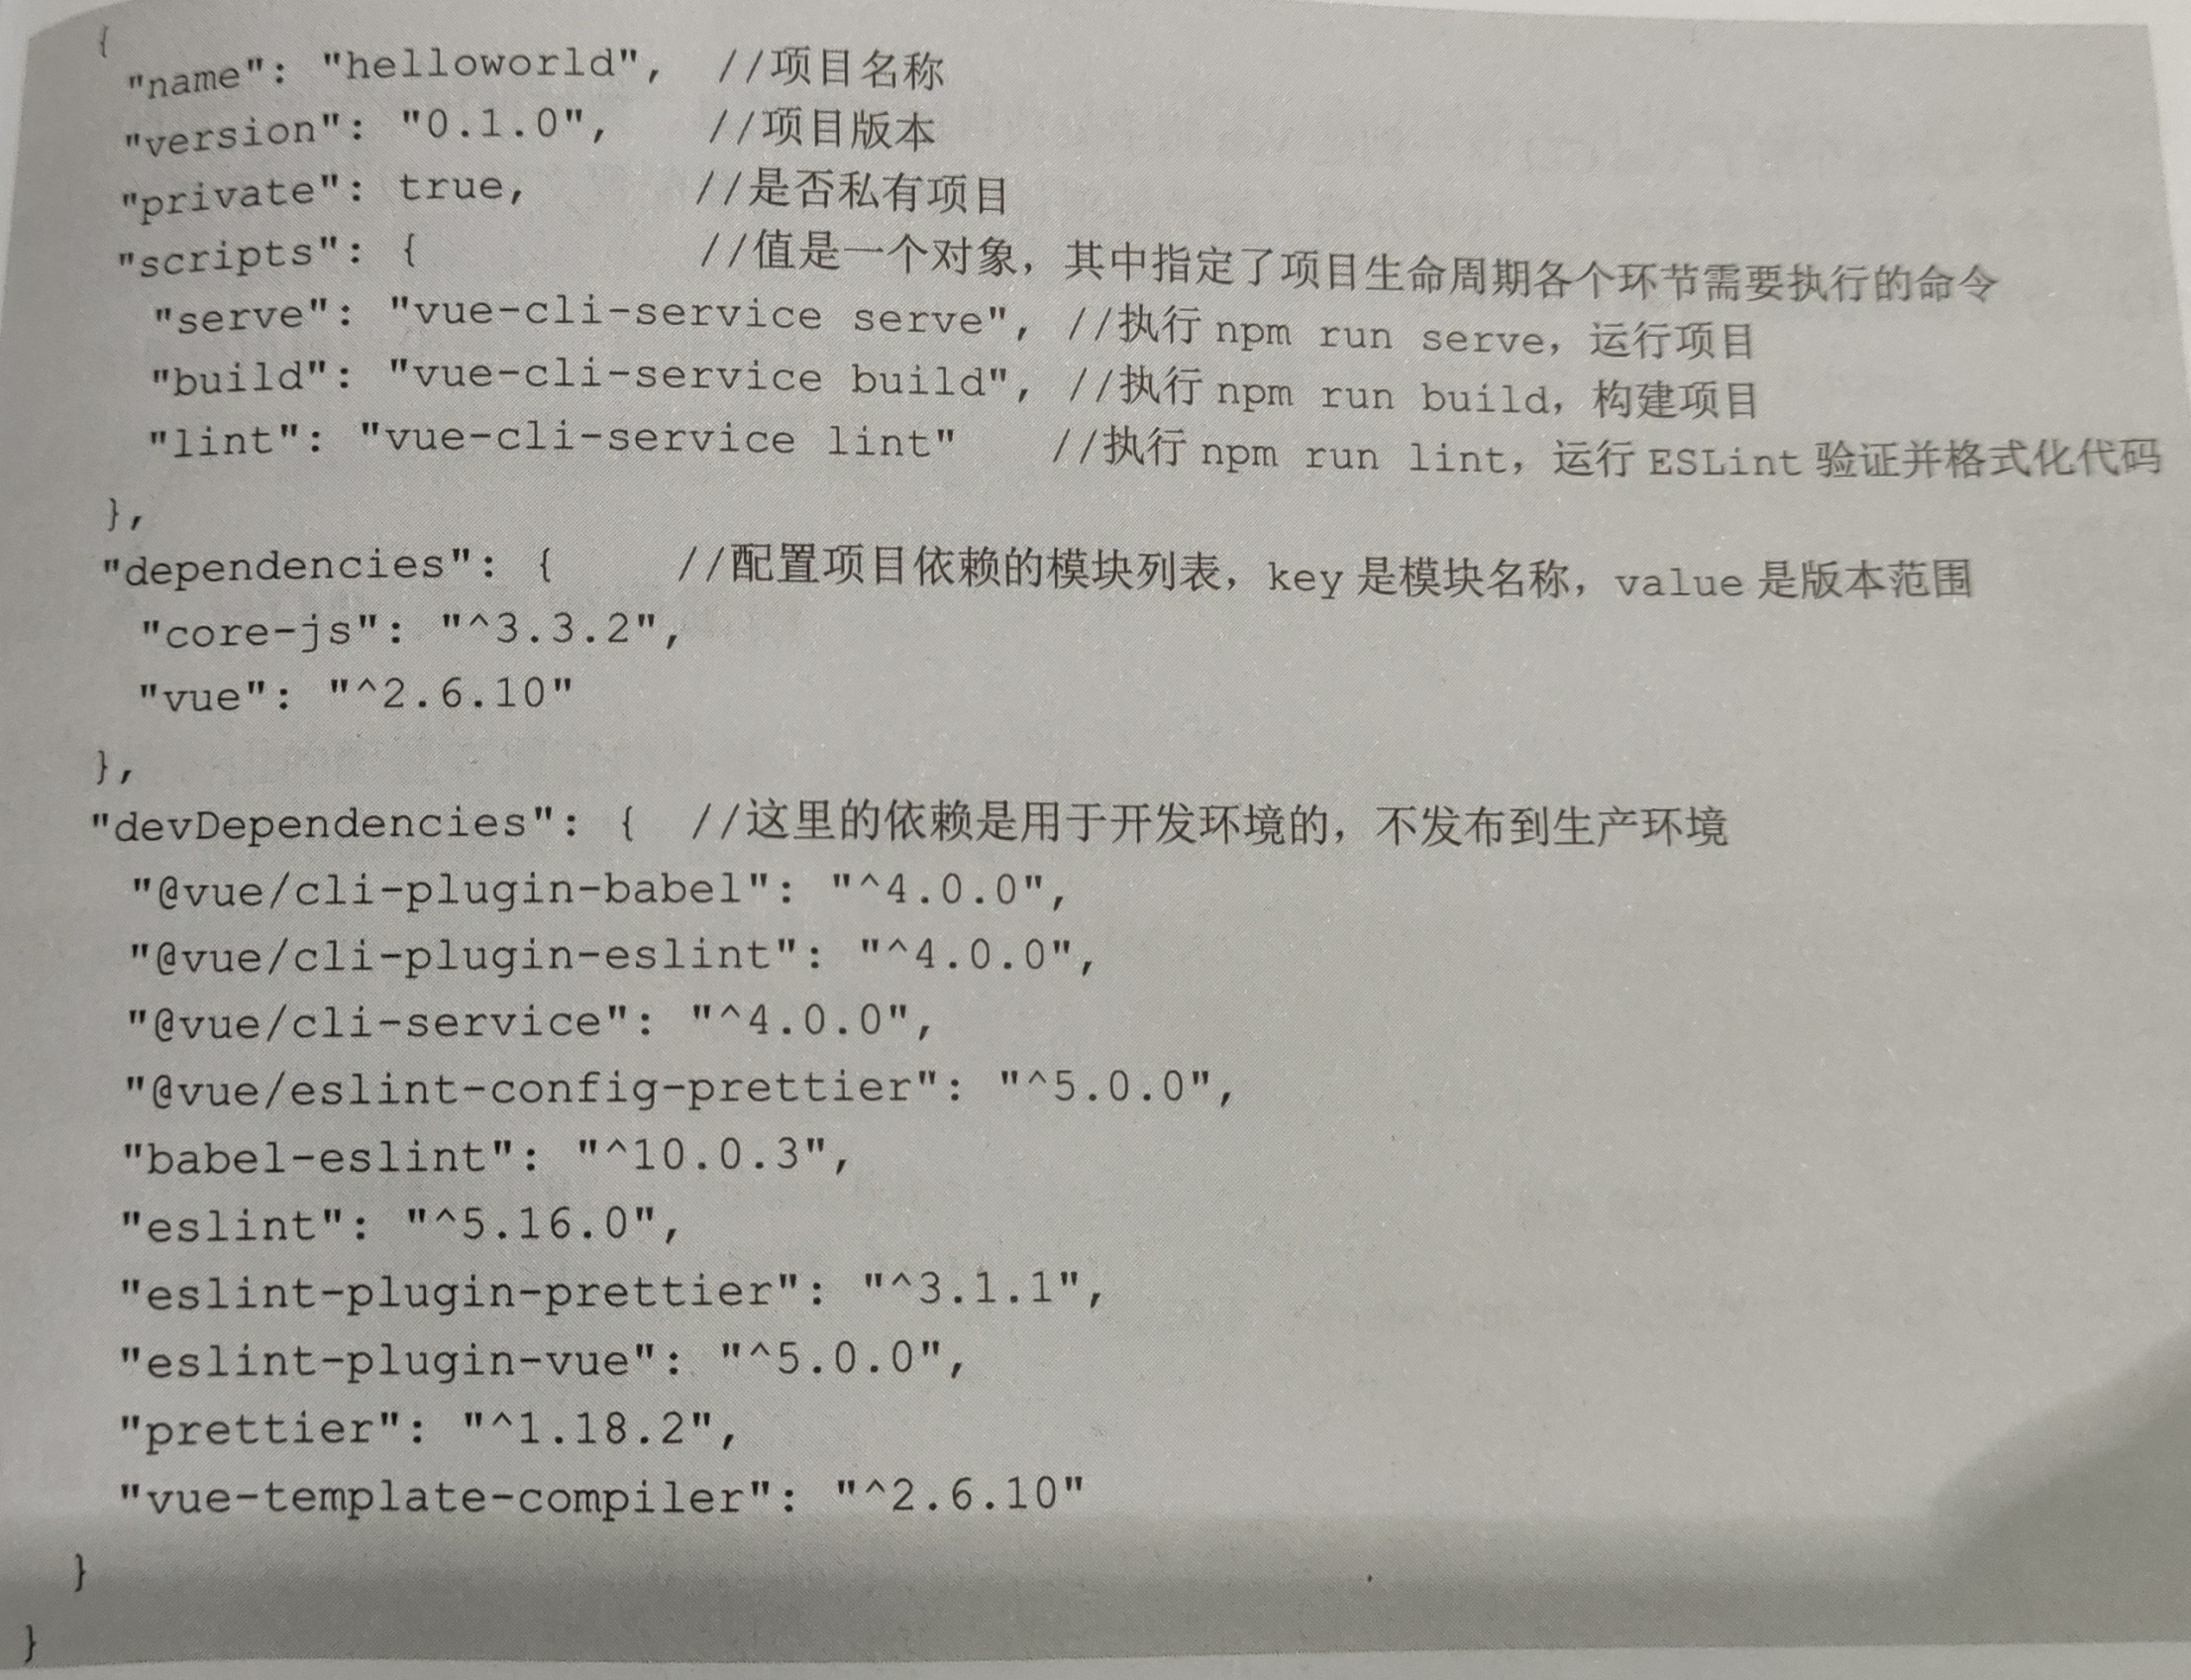 {
"name": "helloworld", //项目名称
"version": "0.1.0", //项目版本
"private": true, //是否私有项目
"scripts": { //值是一个对象，其中指定了项目生命周期各个环节需要执行的命令
"serve": "vue-cli-service serve", //执行 npm run serve，运行项目
"build": "vue-cli-service build", //执行 npm run build，构建项目
"lint": "vue-cli-service lint" //执行 npm run lint，运行 ESLint 验证并格式化代码
},
"dependencies": { //配置项目依赖的模块列表，key 是模块名称，value 是版本范围
"core-js": "^3.3.2",
"vue": "^2.6.10"
},
"devDependencies": { //这里的依赖是用于开发环境的，不发布到生产环境
"@vue/cli-plugin-babel": "^4.0.0",
"@vue/cli-plugin-eslint": "^4.0.0",
"@vue/cli-service": "^4.0.0",
"@vue/eslint-config-prettier": "^5.0.0",
"babel-eslint": "^10.0.3",
"eslint": "^5.16.0",
"eslint-plugin-prettier": "^3.1.1",
"eslint-plugin-vue": "^5.0.0",
"prettier": "^1.18.2",
"vue-template-compiler": "^2.6.10"
}
}